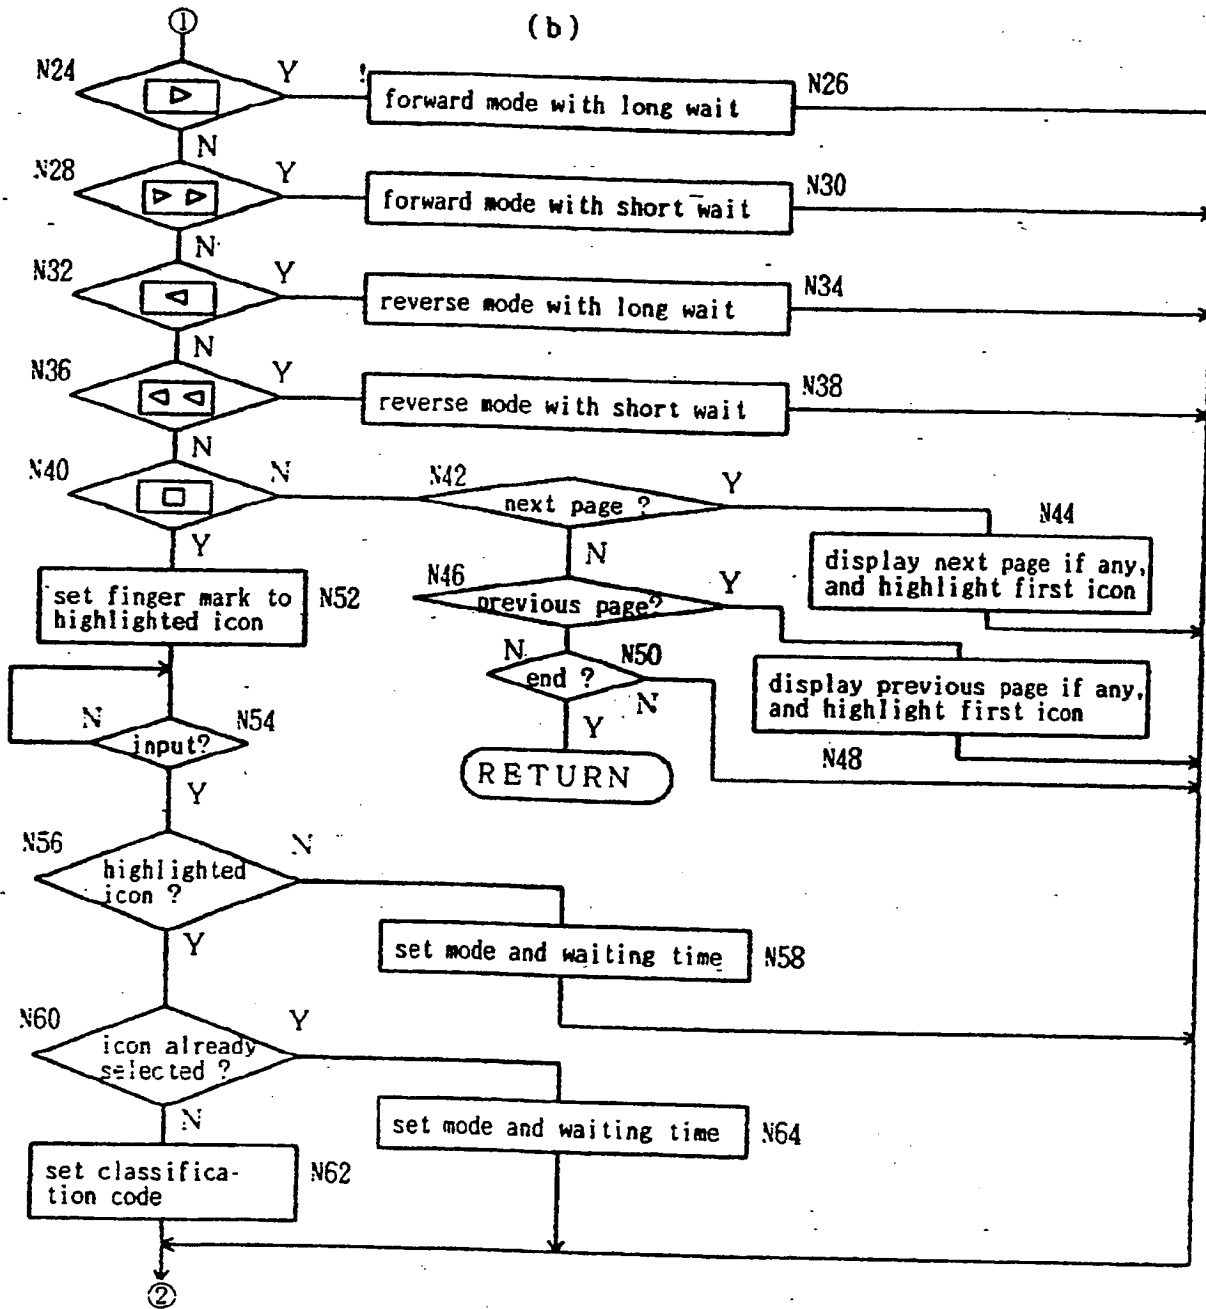 (b)
①
N24
Y
forward mode with long wait
N26
N
N28
Y
forward mode with short wait
N30
N
N32
Y
reverse mode with long wait
N34
N
N36
Y
reverse mode with short wait
N38
N
N40
N
N42
next page ?
Y
N44
display next page if any,
and highlight first icon
Y
N
set finger mark to
highlighted icon
N52
N46
previous page?
Y
N
end ?
N50
N
display previous page if any,
and highlight first icon
N48
Y
RETURN
N
input?
N54
Y
N56
highlighted
icon ?
N
Y
set mode and waiting time
N58
N60
icon already
selected ?
Y
N
set mode and waiting time
N64
set classifica-
tion code
N62
②